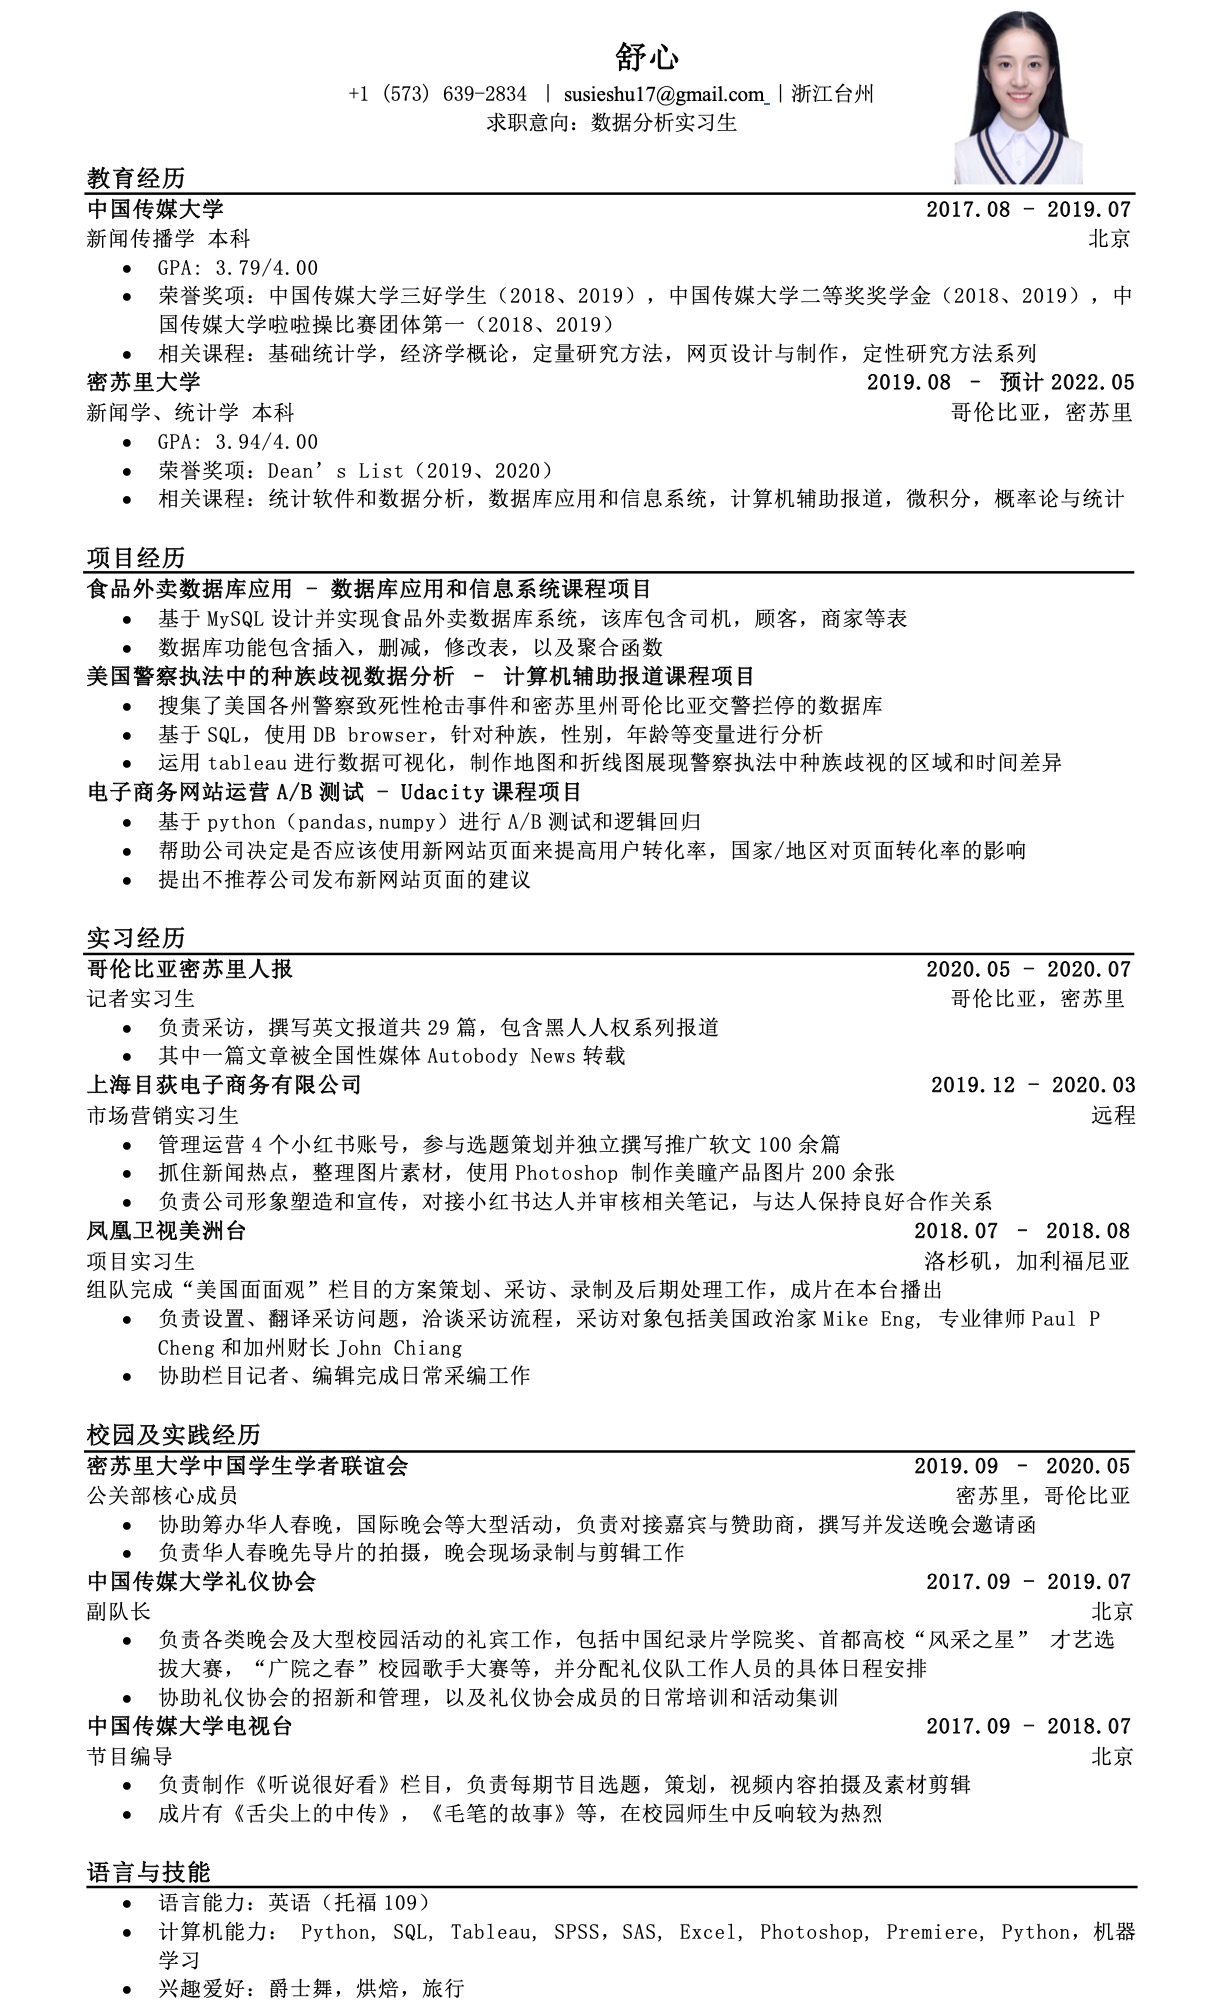 舒心
+1 (573) 639-2834 | susieshu17@gmail.com | 浙江台州
求职意向：数据分析实习生
教育经历
中国传媒大学 2017.08 - 2019.07
新闻传播学 本科 北京
• GPA: 3.79/4.00
• 荣誉奖项：中国传媒大学三好学生（2018、2019），中国传媒大学二等奖奖学金（2018、2019），中
国传媒大学啦啦操比赛团体第一（2018、2019）
• 相关课程：基础统计学，经济学概论，定量研究方法，网页设计与制作，定性研究方法系列
密苏里大学 2019.08 - 预计 2022.05
新闻学、统计学 本科 哥伦比亚，密苏里
• GPA: 3.94/4.00
• 荣誉奖项：Dean’s List（2019、2020）
• 相关课程：统计软件和数据分析，数据库应用和信息系统，计算机辅助报道，微积分，概率论与统计
项目经历
食品外卖数据库应用 - 数据库应用和信息系统课程项目
• 基于 MySQL 设计并实现食品外卖数据库系统，该库包含司机，顾客，商家等表
• 数据库功能包含插入，删减，修改表，以及聚合函数
美国警察执法中的种族歧视数据分析 - 计算机辅助报道课程项目
• 搜集了美国各州警察致死性枪击事件和密苏里州哥伦比亚交警拦停的数据库
• 基于 SQL，使用 DB browser，针对种族，性别，年龄等变量进行分析
• 运用 tableau 进行数据可视化，制作地图和折线图展现警察执法中种族歧视的区域和时间差异
电子商务网站运营 A/B 测试 - Udacity 课程项目
• 基于 python（pandas,numpy）进行 A/B 测试和逻辑回归
• 帮助公司决定是否应该使用新网站页面来提高用户转化率，国家/地区对页面转化率的影响
• 提出不推荐公司发布新网站页面的建议
实习经历
哥伦比亚密苏里人报 2020.05 - 2020.07
记者实习生 哥伦比亚，密苏里
• 负责采访，撰写英文报道共 29 篇，包含黑人人权系列报道
• 其中一篇文章被全国性媒体 Autobody News 转载
上海目荻电子商务有限公司 2019.12 - 2020.03
市场营销实习生 远程
• 管理运营 4 个小红书账号，参与选题策划并独立撰写推广软文 100 余篇
• 抓住新闻热点，整理图片素材，使用 Photoshop 制作美瞳产品图片 200 余张
• 负责公司形象塑造和宣传，对接小红书达人并审核相关笔记，与达人保持良好合作关系
凤凰卫视美洲台 2018.07 - 2018.08
项目实习生 洛杉矶，加利福尼亚
组队完成“美国面面观”栏目的方案策划、采访、录制及后期处理工作，成片在本台播出
• 负责设置、翻译采访问题，洽谈采访流程，采访对象包括美国政治家 Mike Eng, 专业律师 Paul P
Cheng 和加州财长 John Chiang
• 协助栏目记者、编辑完成日常采编工作
校园及实践经历
密苏里大学中国学生学者联谊会 2019.09 - 2020.05
公关部核心成员 密苏里，哥伦比亚
• 协助筹办华人春晚，国际晚会等大型活动，负责对接嘉宾与赞助商，撰写并发送晚会邀请函
• 负责华人春晚先导片的拍摄，晚会现场录制与剪辑工作
中国传媒大学礼仪协会 2017.09 - 2019.07
副队长 北京
• 负责各类晚会及大型校园活动的礼宾工作，包括中国纪录片学院奖、首都高校“风采之星” 才艺选
拔大赛，“广院之春”校园歌手大赛等，并分配礼仪队工作人员的具体日程安排
• 协助礼仪协会的招新和管理，以及礼仪协会成员的日常培训和活动集训
中国传媒大学电视台 2017.09 - 2018.07
节目编导 北京
• 负责制作《听说很好看》栏目，负责每期节目选题，策划，视频内容拍摄及素材剪辑
• 成片有《舌尖上的中传》，《毛笔的故事》等，在校园师生中反响较为热烈
语言与技能
• 语言能力：英语（托福 109）
• 计算机能力： Python, SQL, Tableau, SPSS，SAS, Excel, Photoshop, Premiere, Python，机器
学习
• 兴趣爱好：爵士舞，烘焙，旅行